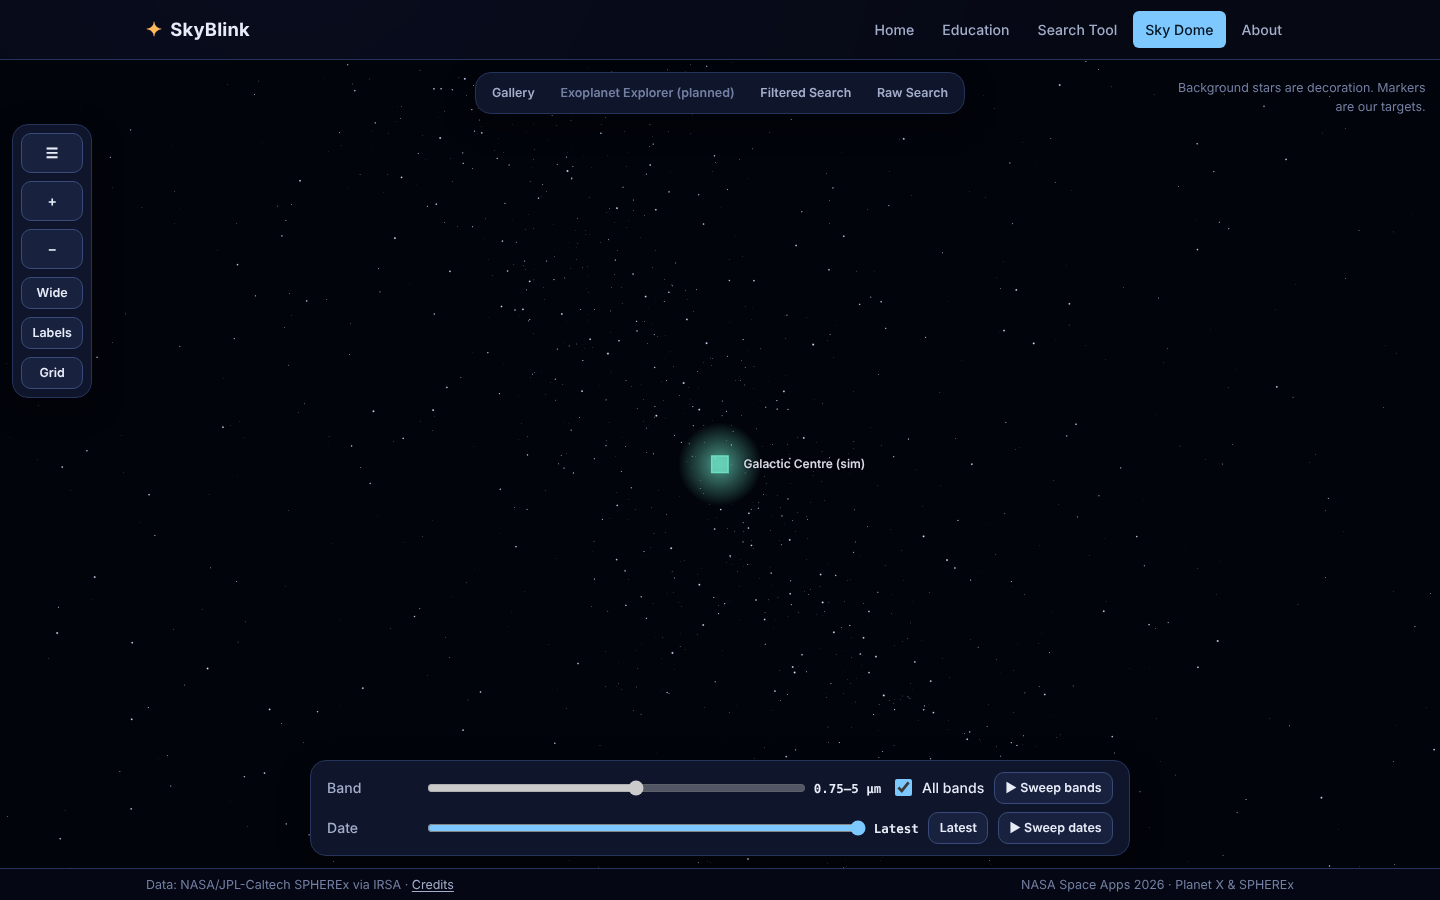 ✦ SkyBlink
Home Education Search Tool Sky Dome About
Gallery Exoplanet Explorer (planned) Filtered Search Raw Search
Background stars are decoration. Markers
are our targets.
☰
+
−
Wide
Labels
Grid
Galactic Centre (sim)
Band 0.75–5 μm All bands ▶ Sweep bands
Date Latest Latest ▶ Sweep dates
Data: NASA/JPL-Caltech SPHEREx via IRSA · Credits
NASA Space Apps 2026 · Planet X & SPHEREx